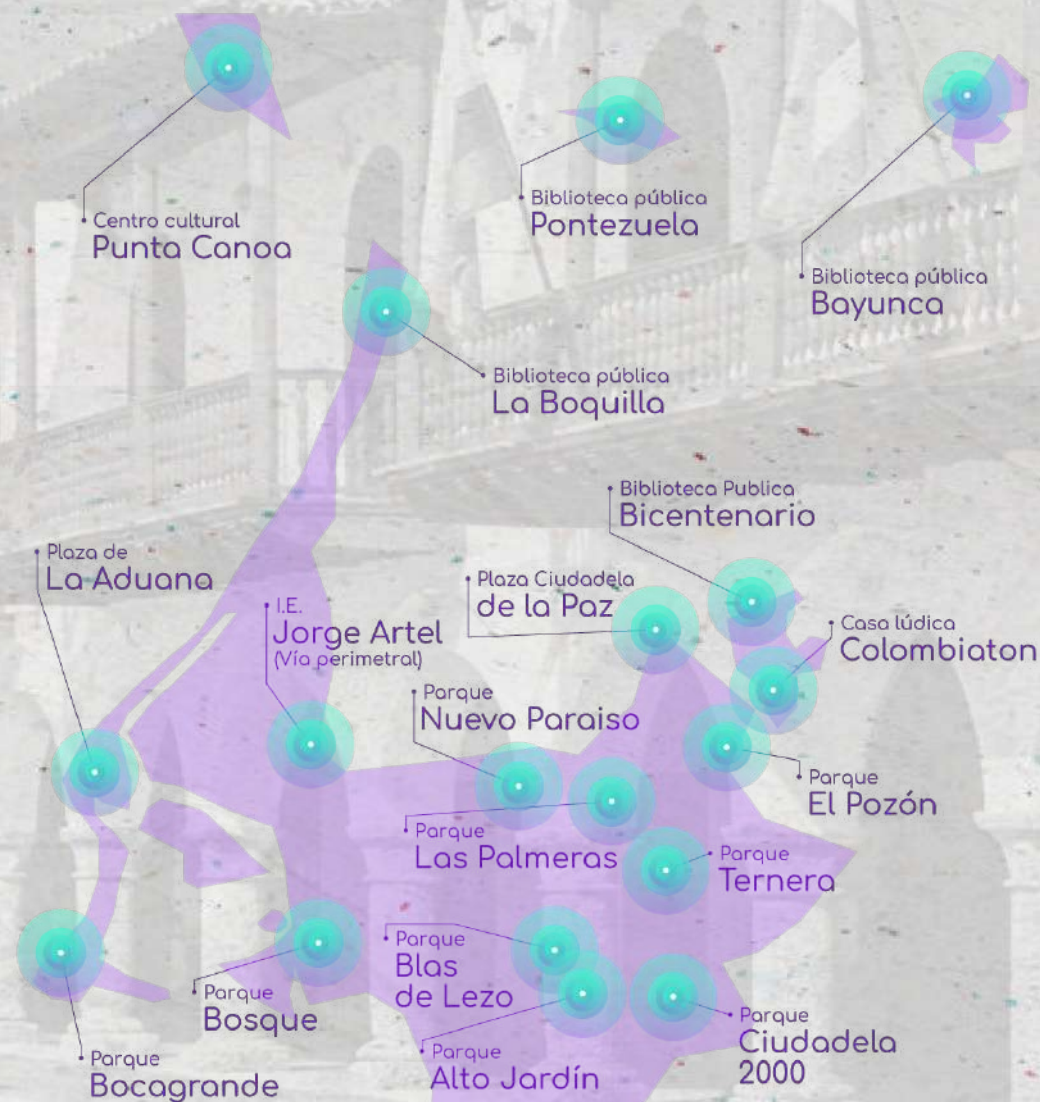 Centro cultural
Punta Canoa
Biblioteca pública
Pontezuela
Biblioteca pública
Bayunca
Biblioteca pública
La Boquilla
Biblioteca Publica
Bicentenario
Plaza de
La Aduana
Plaza Ciudadela
de la Paz
I.E.
Jorge Artel
(Vía perimetral)
Casa lúdica
Colombiaton
Parque
Nuevo Paraiso
Parque
El Pozón
Parque
Las Palmeras
Parque
Ternera
Parque
Blas
de Lezo
Parque
Bosque
Parque
Ciudadela
2000
Parque
Alto Jardín
Parque
Bocagrande